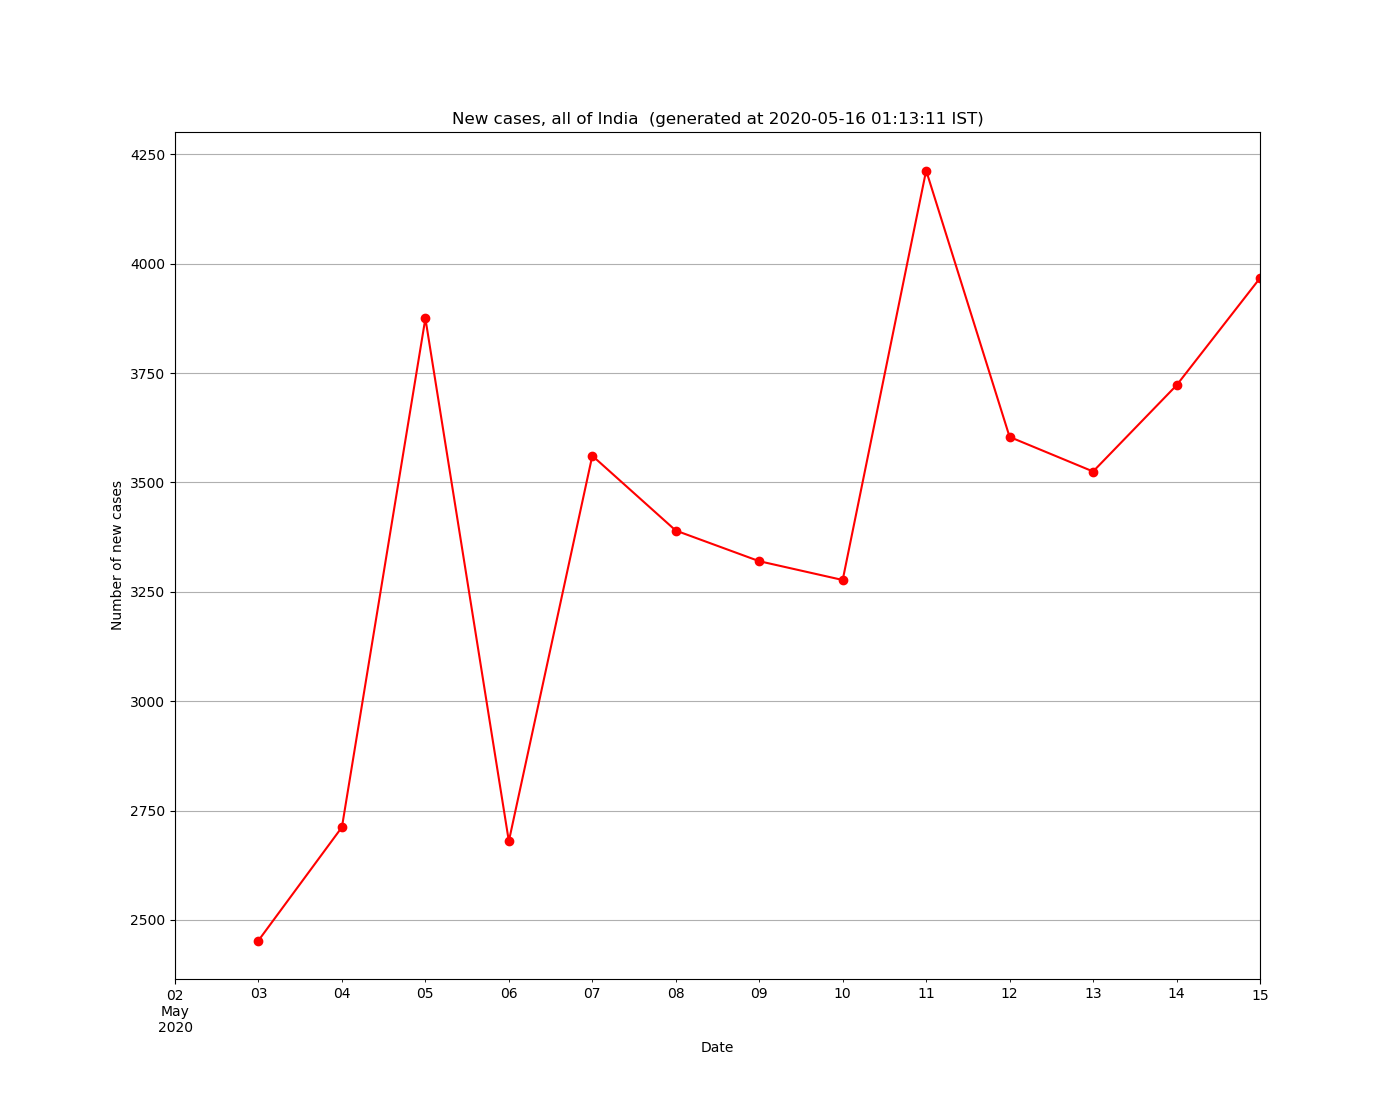 New cases, all of India  (generated at 2020-05-16 01:13:11 IST)
4250
4000
3750
3500
3250
3000
2750
2500
Number of new cases
02 03 04 05 06 07 08 09 10 11 12 13 14 15
May
2020
Date